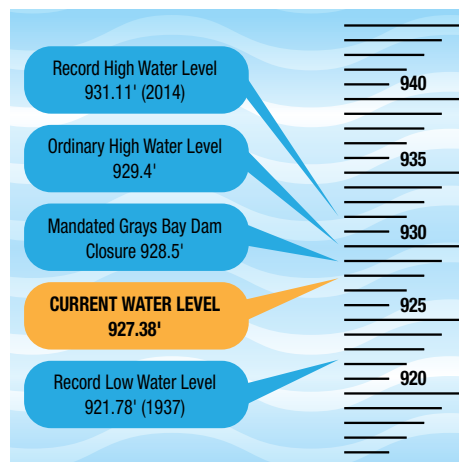 Record High Water Level
931.11' (2014)
Ordinary High Water Level
929.4'
Mandated Grays Bay Dam
Closure 928.5'
CURRENT WATER LEVEL
927.38'
Record Low Water Level
921.78' (1937)
940
935
930
925
920